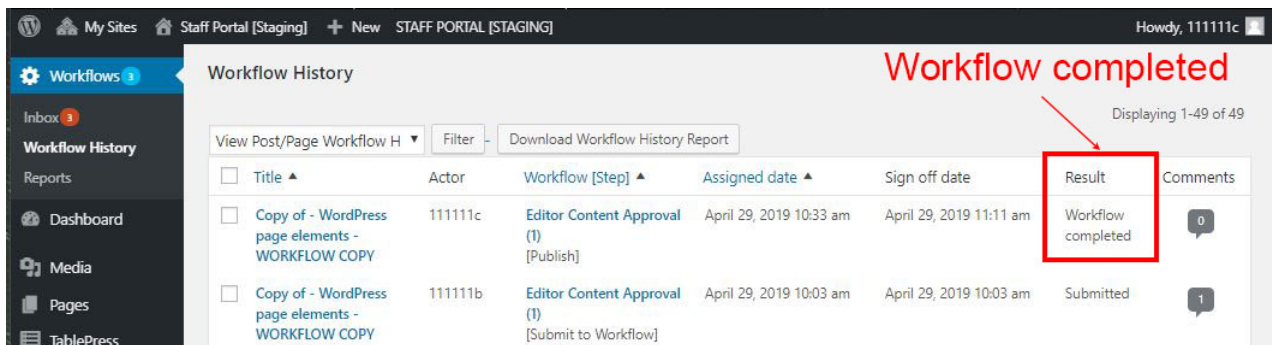 My Sites Staff Portal [Staging] + New STAFF PORTAL [STAGING] Howdy, 111111c
Workflows 3
Inbox 3
Workflow History
Reports
Dashboard
Media
Pages
TablePress
Workflow History
Workflow completed
Displaying 1-49 of 49
View Post/Page Workflow H Filter - Download Workflow History Report
Title Actor Workflow [Step] Assigned date Sign off date Result Comments
Copy of - WordPress 111111c Editor Content Approval April 29, 2019 10:33 am April 29, 2019 11:11 am Workflow 0
page elements - (1) completed
WORKFLOW COPY [Publish]
Copy of - WordPress 111111b Editor Content Approval April 29, 2019 10:03 am April 29, 2019 10:03 am Submitted 1
page elements - (1)
WORKFLOW COPY [Submit to Workflow]